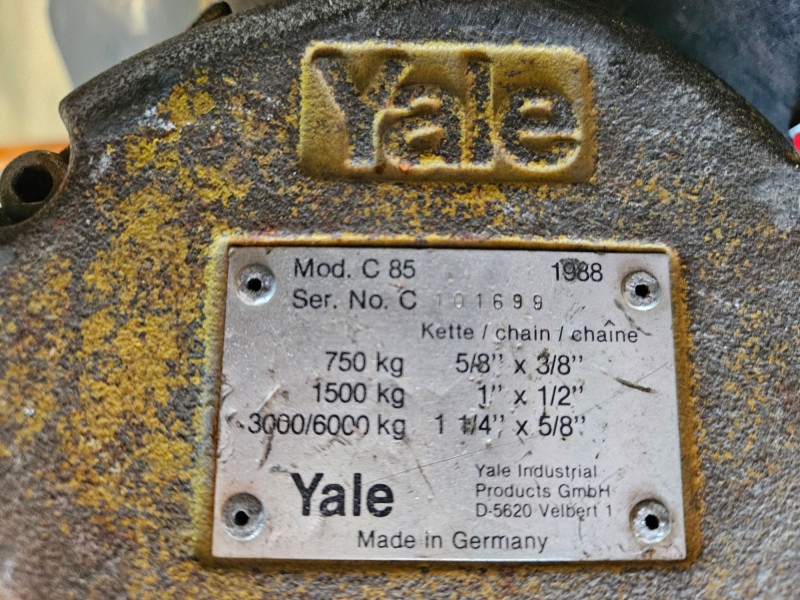 Yale
Mod. C 85 1988
Ser. No. C 101699
Kette / chain / chaîne
750 kg 5/8'' x 3/8''
1500 kg 1'' x 1/2''
3000/6000 kg 1 1/4'' x 5/8''
Yale
Yale Industrial
Products GmbH
D-5620 Velbert 1
Made in Germany